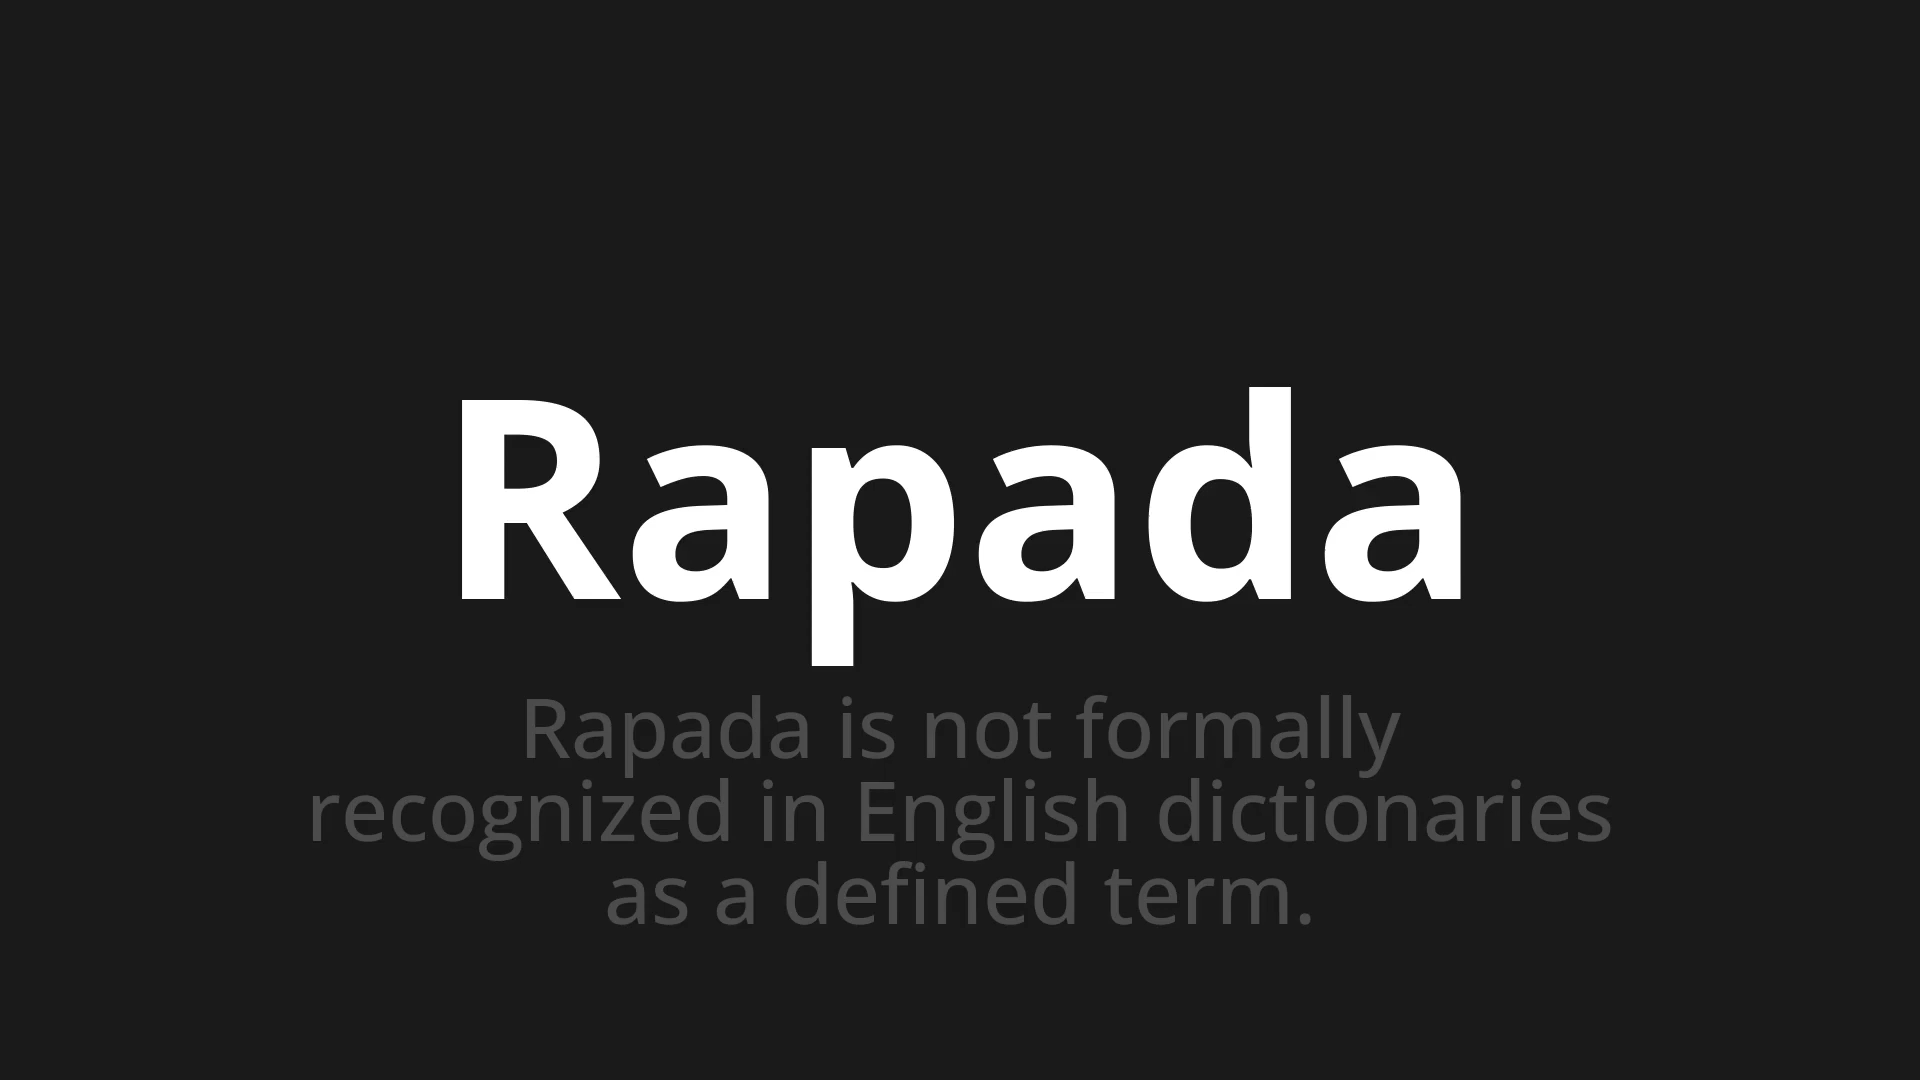 Rapada
Rapada is not formally
recognized in English dictionaries
as a defined term.